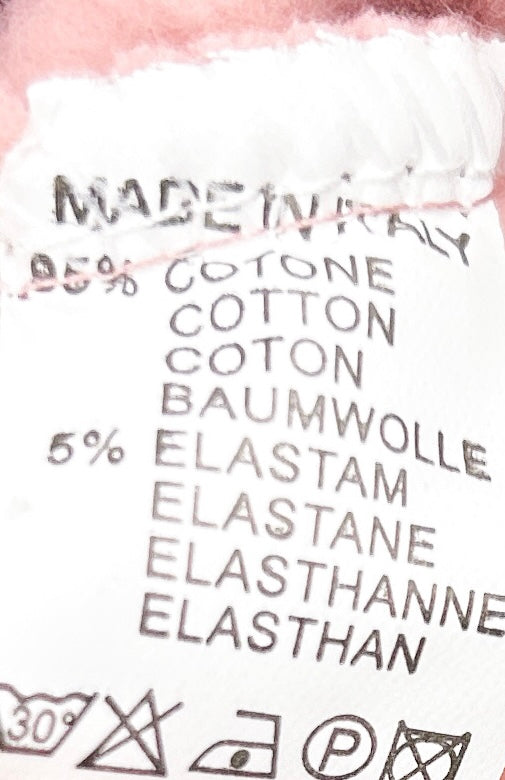 MADE IN ITALY
95% COTONE
COTTON
COTON
BAUMWOLLE
5% ELASTAM
ELASTANE
ELASTHANNE
ELASTHAN
30° P